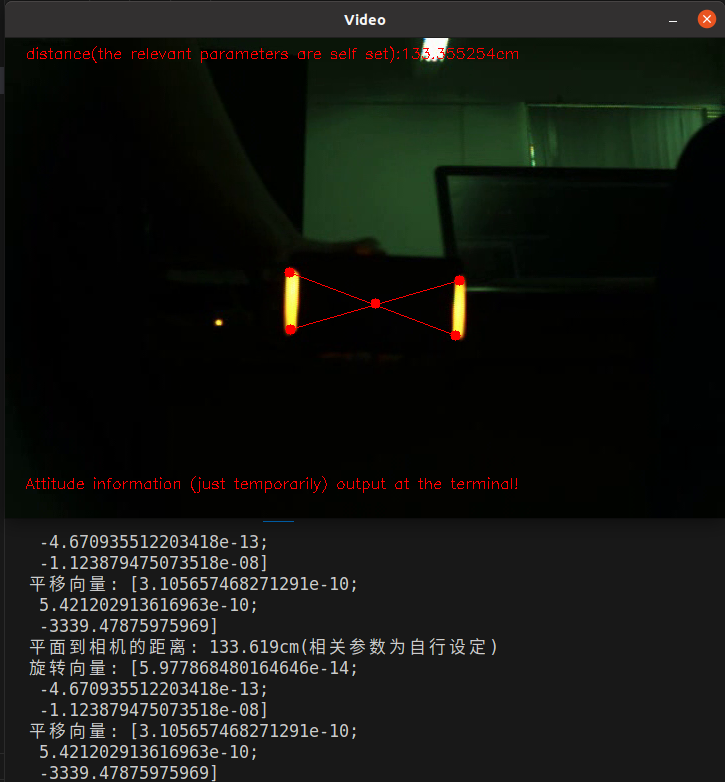 Video
distance(the relevant parameters are self set):133.355254cm
Attitude information (just temporarily) output at the terminal!
-4.670935512203418e-13;
-1.123879475073518e-08]
平移向量: [3.105657468271291e-10;
5.421202913616963e-10;
-3339.47875975969]
平面到相机的距离: 133.619cm(相关参数为自行设定)
旋转向量: [5.977868480164646e-14;
-4.670935512203418e-13;
-1.123879475073518e-08]
平移向量: [3.105657468271291e-10;
5.421202913616963e-10;
-3339.47875975969]